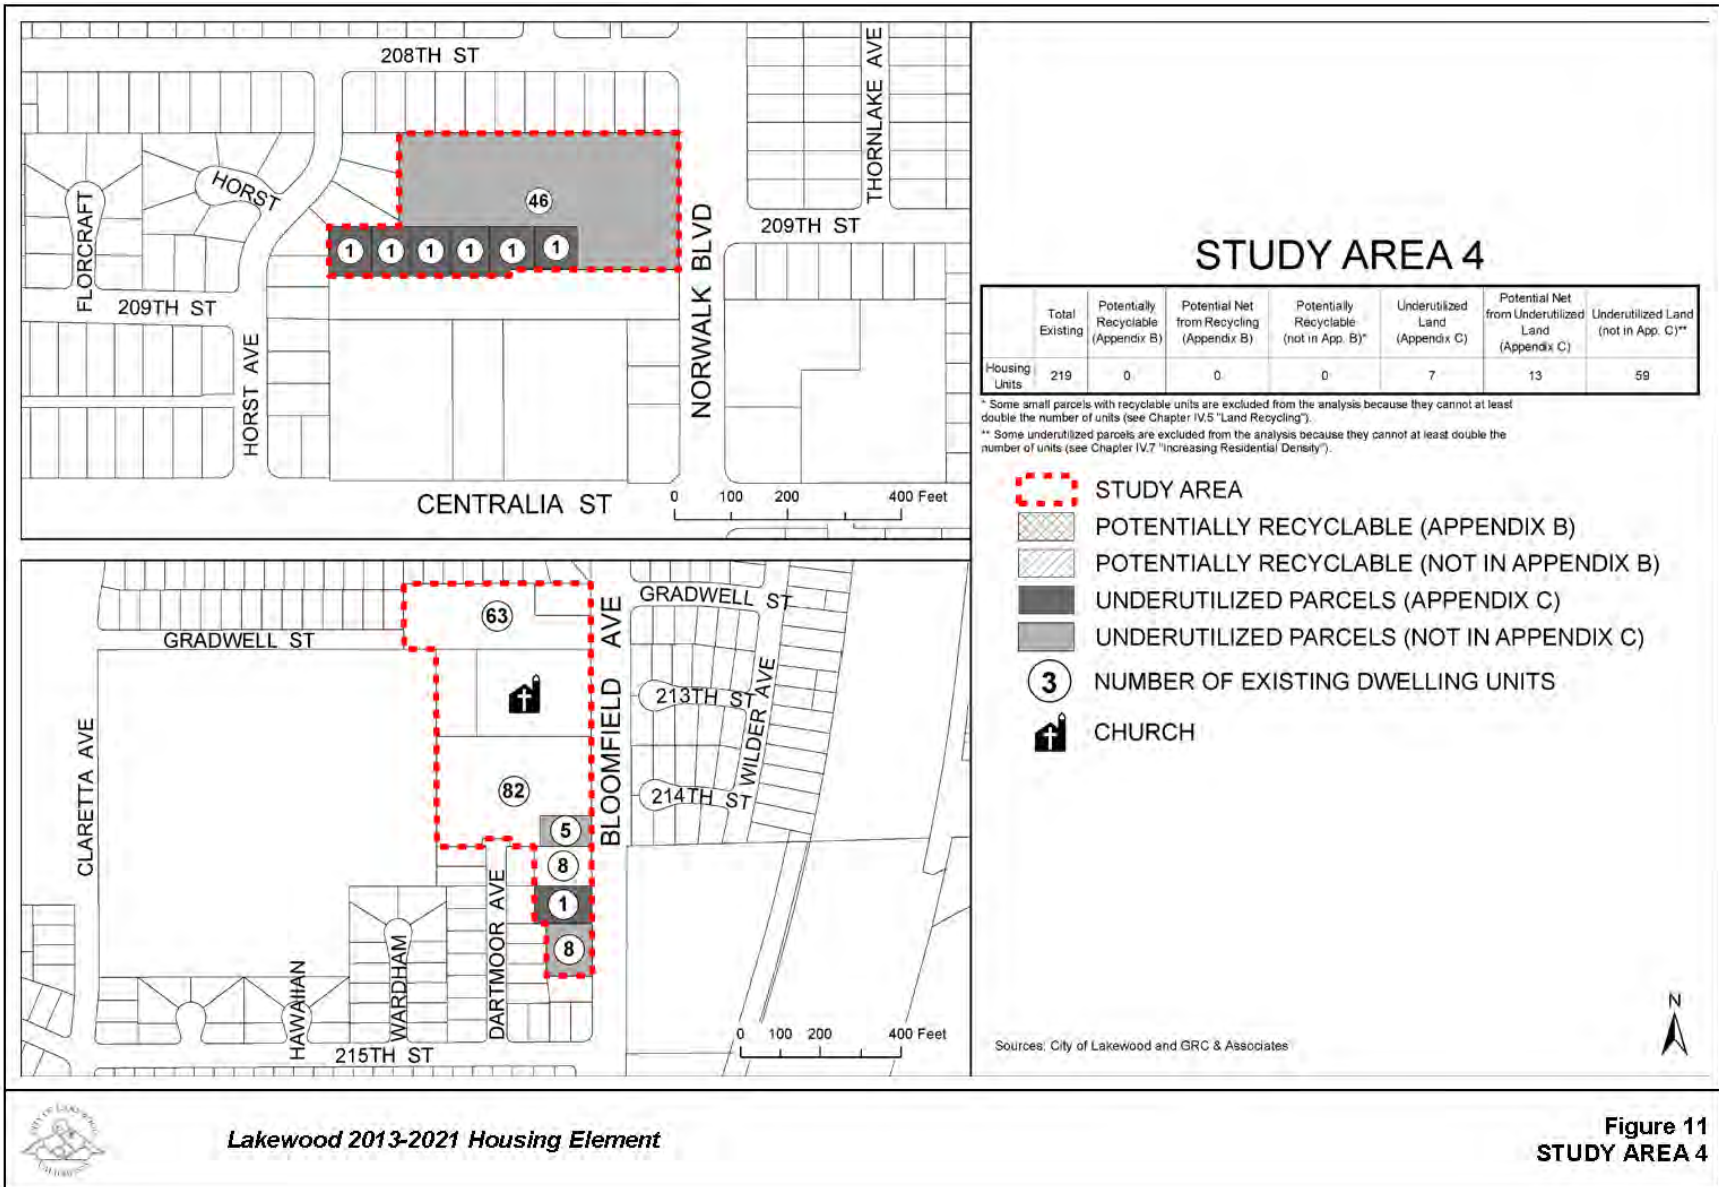 208TH ST
THORNLAKE AVE
HORST
FLORCRAFT
46
209TH ST
1 1 1 1 1 1
NORWALK BLVD
209TH ST
HORST AVE
CENTRALIA ST
0 100 200 400 Feet
GRADWELL ST
63
GRADWELL ST
BLOOMFIELD AVE
213TH ST
WILDER AVE
CLARETTA AVE
82
214TH ST
5
8
1
8
DARTMOOR AVE
WARDHAM
HAWAIIAN
215TH ST
0 100 200 400 Feet
STUDY AREA 4
Total Existing
Potentially Recyclable (Appendix B)
Potential Net from Recycling (Appendix B)
Potentially Recyclable (not in App. B)*
Underutilized Land (Appendix C)
Potential Net from Underutilized Land (Appendix C)
Underutilized Land (not in App. C)**
Housing Units 219 0 0 0 7 13 59
* Some small parcels with recyclable units are excluded from the analysis because they cannot at least
double the number of units (see Chapter IV.5 "Land Recycling").
** Some underutilized parcels are excluded from the analysis because they cannot at least double the
number of units (see Chapter IV.7 "Increasing Residential Density").
STUDY AREA
POTENTIALLY RECYCLABLE (APPENDIX B)
POTENTIALLY RECYCLABLE (NOT IN APPENDIX B)
UNDERUTILIZED PARCELS (APPENDIX C)
UNDERUTILIZED PARCELS (NOT IN APPENDIX C)
3 NUMBER OF EXISTING DWELLING UNITS
CHURCH
N
Sources: City of Lakewood and GRC & Associates
CITY OF LAKEWOOD
CALIFORNIA
Lakewood 2013-2021 Housing Element
Figure 11
STUDY AREA 4